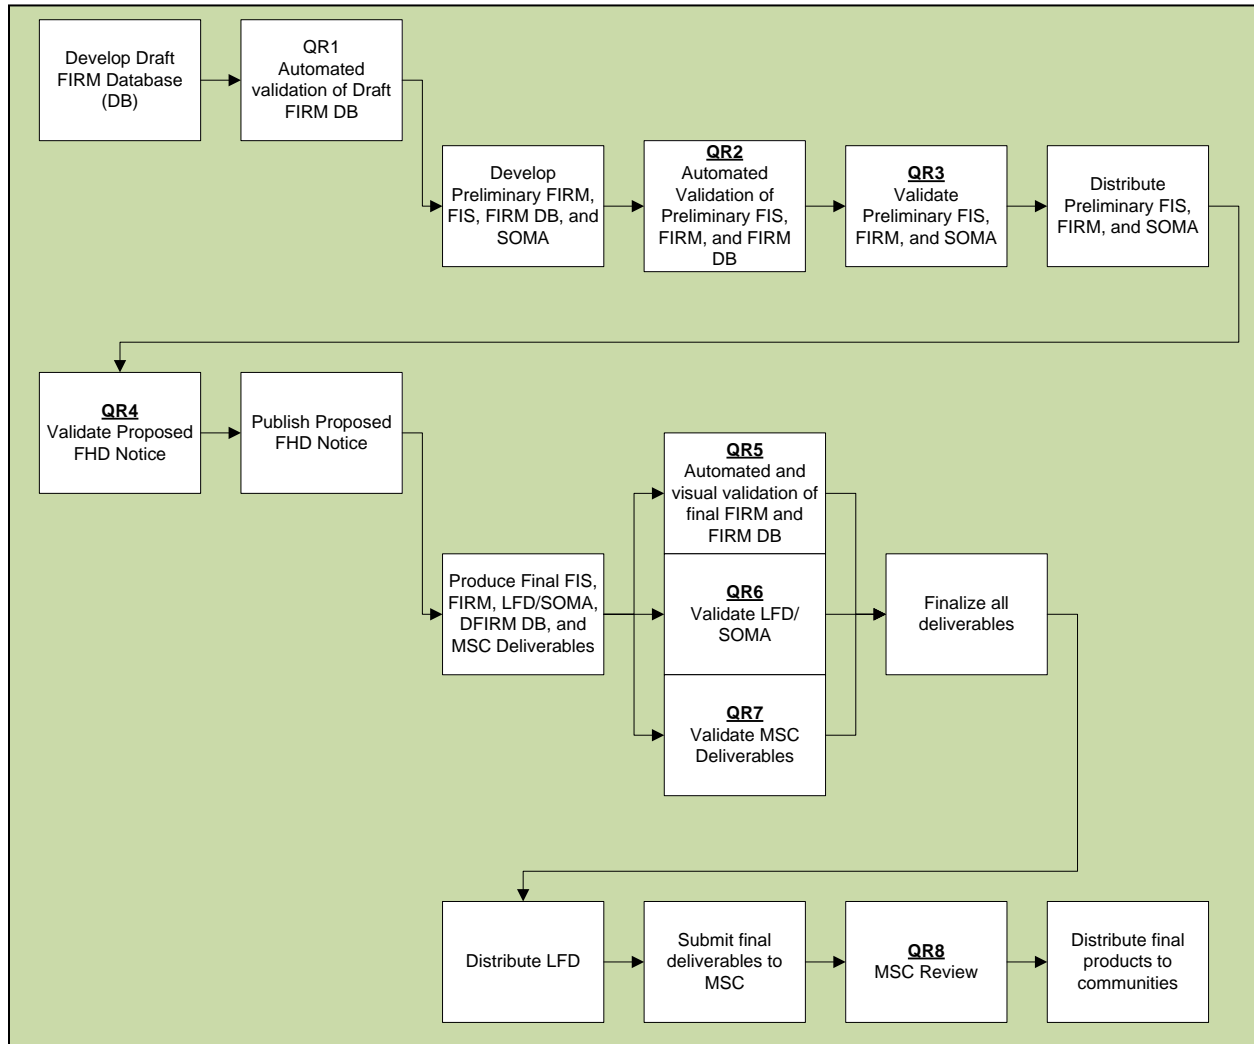 Develop Draft
FIRM Database
(DB)
QR1
Automated
validation of Draft
FIRM DB
Develop
Preliminary FIRM,
FIS, FIRM DB, and
SOMA
QR2
Automated
Validation of
Preliminary FIS,
FIRM, and FIRM
DB
QR3
Validate
Preliminary FIS,
FIRM, and SOMA
Distribute
Preliminary FIS,
FIRM, and SOMA
QR4
Validate Proposed
FHD Notice
Publish Proposed
FHD Notice
Produce Final FIS,
FIRM, LFD/SOMA,
DFIRM DB, and
MSC Deliverables
QR5
Automated and
visual validation of
final FIRM and
FIRM DB
QR6
Validate LFD/
SOMA
QR7
Validate MSC
Deliverables
Finalize all
deliverables
Distribute LFD
Submit final
deliverables to
MSC
QR8
MSC Review
Distribute final
products to
communities